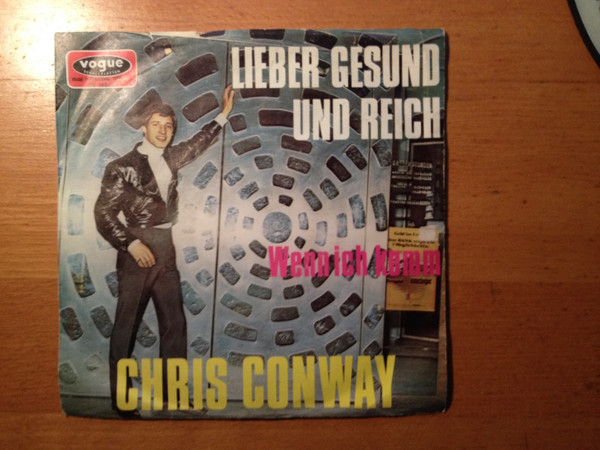 vogue
LIEBER GESUND
UND REICH
Wenn ich komm
CHRIS CONWAY